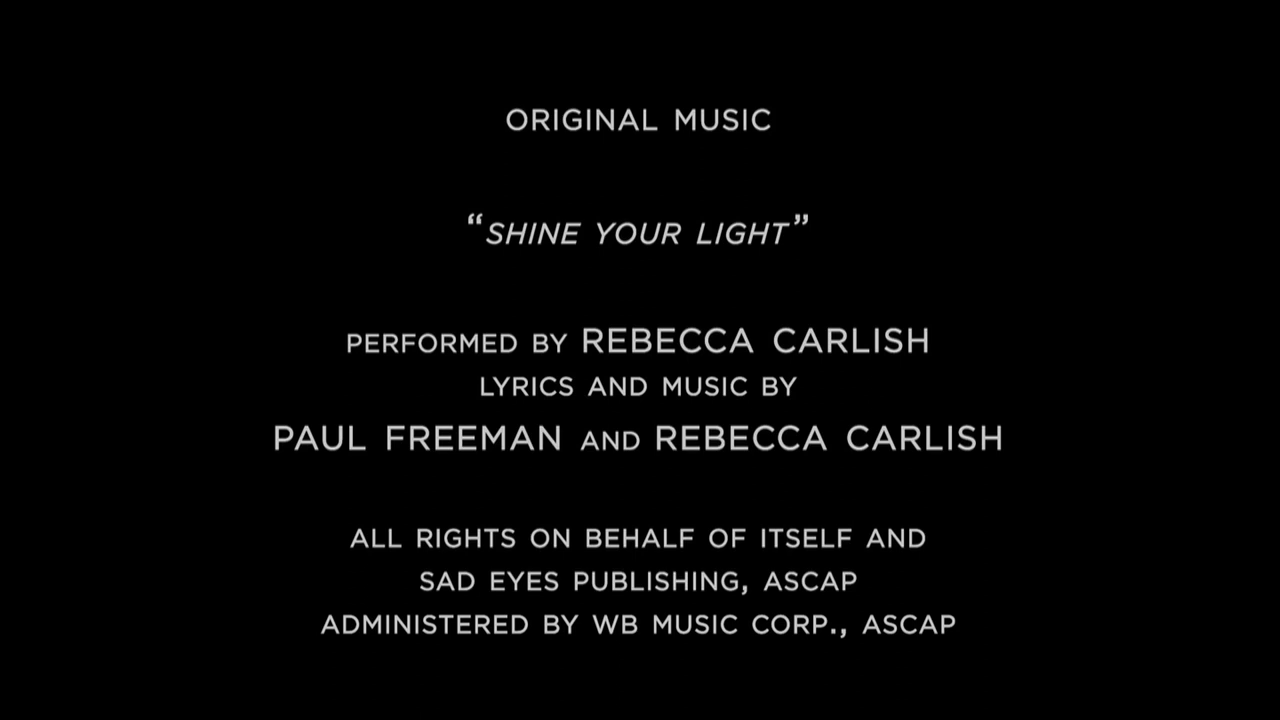 ORIGINAL MUSIC
“SHINE YOUR LIGHT”
PERFORMED BY REBECCA CARLISH
LYRICS AND MUSIC BY
PAUL FREEMAN AND REBECCA CARLISH
ALL RIGHTS ON BEHALF OF ITSELF AND
SAD EYES PUBLISHING, ASCAP
ADMINISTERED BY WB MUSIC CORP., ASCAP